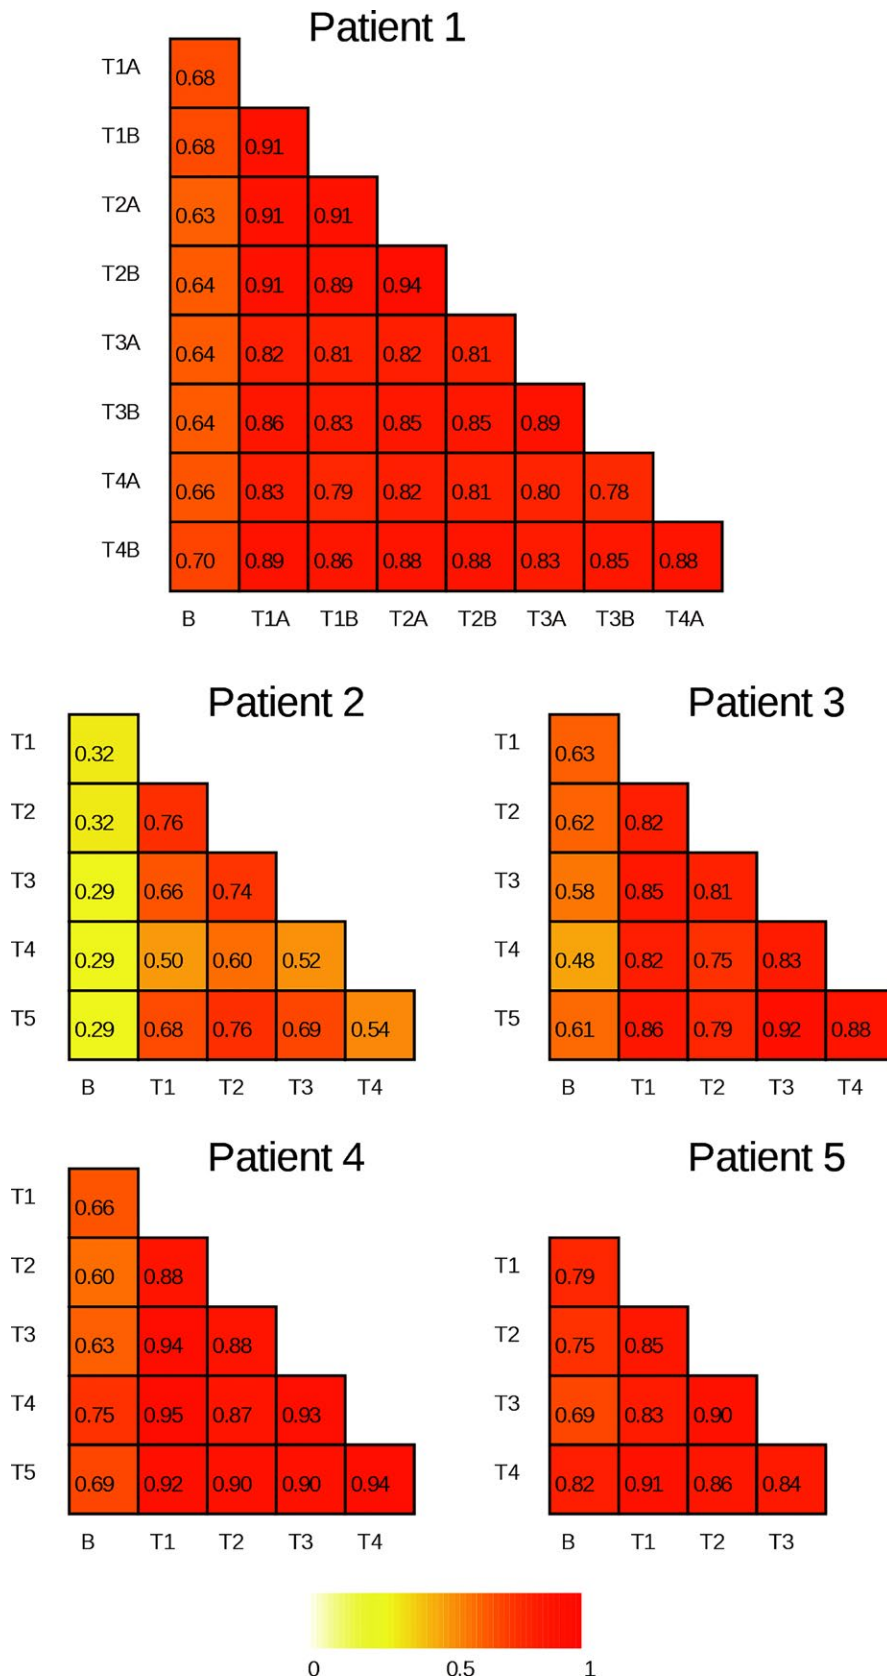 Patient 1
T1A 0.68
T1B 0.68 0.91
T2A 0.63 0.91 0.91
T2B 0.64 0.91 0.89 0.94
T3A 0.64 0.82 0.81 0.82 0.81
T3B 0.64 0.86 0.83 0.85 0.85 0.89
T4A 0.66 0.83 0.79 0.82 0.81 0.80 0.78
T4B 0.70 0.89 0.86 0.88 0.88 0.83 0.85 0.88
B T1A T1B T2A T2B T3A T3B T4A
Patient 2
T1 0.32
T2 0.32 0.76
T3 0.29 0.66 0.74
T4 0.29 0.50 0.60 0.52
T5 0.29 0.68 0.76 0.69 0.54
B T1 T2 T3 T4
Patient 3
T1 0.63
T2 0.62 0.82
T3 0.58 0.85 0.81
T4 0.48 0.82 0.75 0.83
T5 0.61 0.86 0.79 0.92 0.88
B T1 T2 T3 T4
Patient 4
T1 0.66
T2 0.60 0.88
T3 0.63 0.94 0.88
T4 0.75 0.95 0.87 0.93
T5 0.69 0.92 0.90 0.90 0.94
B T1 T2 T3 T4
Patient 5
T1 0.79
T2 0.75 0.85
T3 0.69 0.83 0.90
T4 0.82 0.91 0.86 0.84
B T1 T2 T3
0 0.5 1